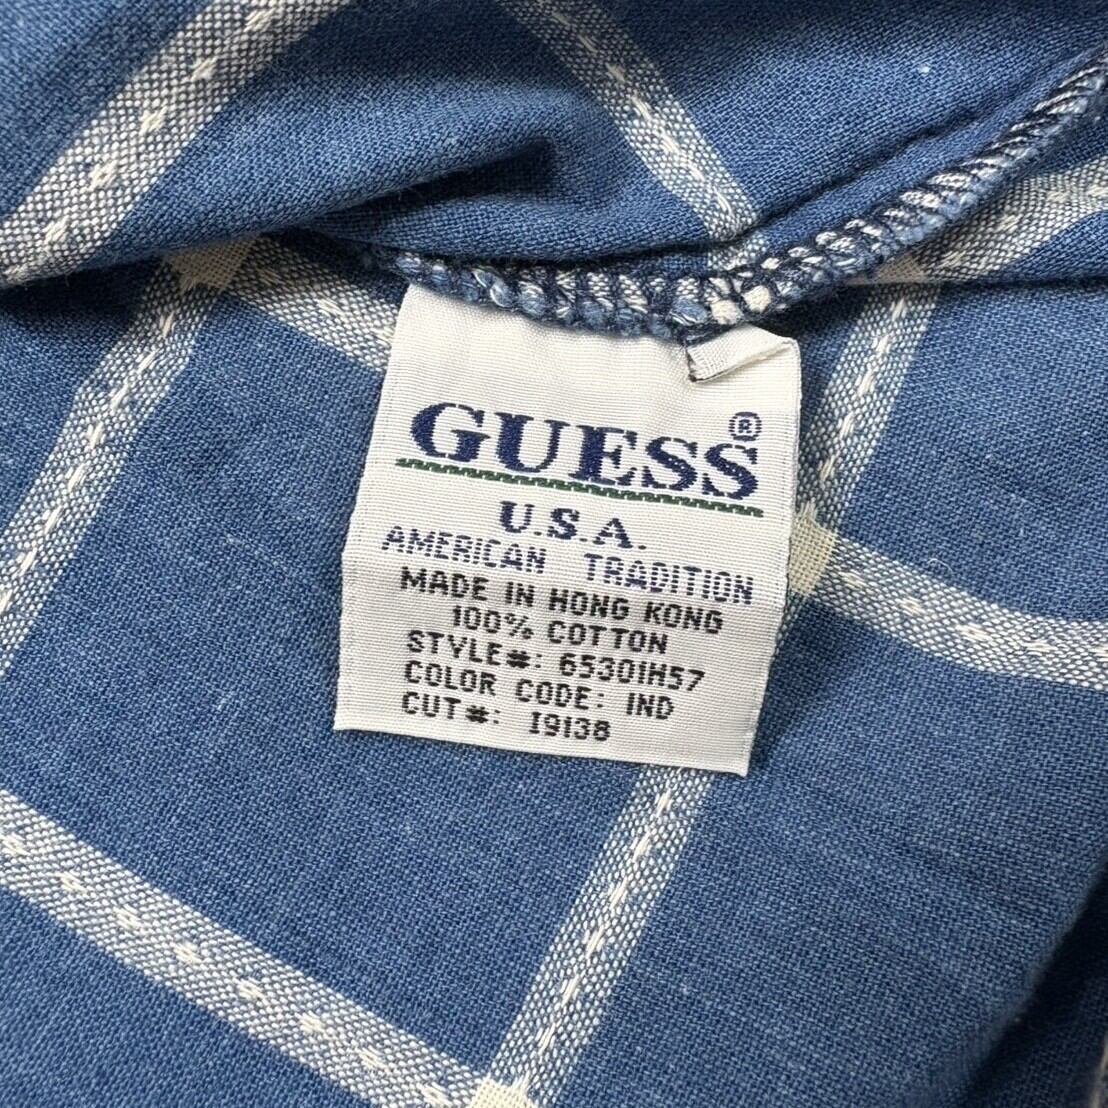 GUESS®
U.S.A.
AMERICAN TRADITION
MADE IN HONG KONG
100% COTTON
STYLE#: 65301H57
COLOR CODE: IND
CUT#: 19138